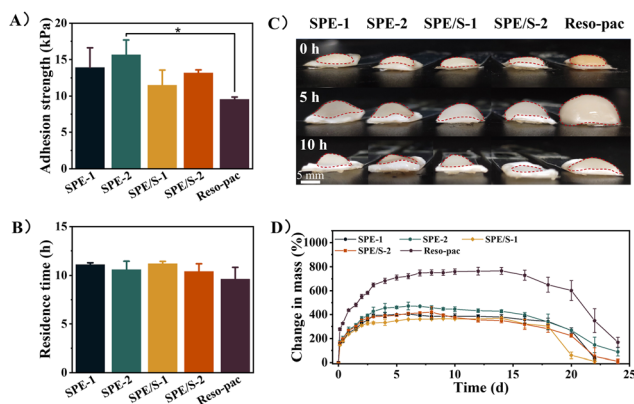 A)
Adhesion strength (kPa)
20
15
10
5
0
*
SPE-1
SPE-2
SPE/S-1
SPE/S-2
Reso-pac
B)
Residence time (h)
15
10
5
0
SPE-1
SPE-2
SPE/S-1
SPE/S-2
Reso-pac
C)
SPE-1 SPE-2 SPE/S-1 SPE/S-2 Reso-pac
0 h
5 h
10 h
5 mm
D)
Change in mass (%)
1000
800
600
400
200
0
SPE-1 SPE-2 SPE/S-1
SPE/S-2 Reso-pac
0 5 10 15 20 25
Time (d)